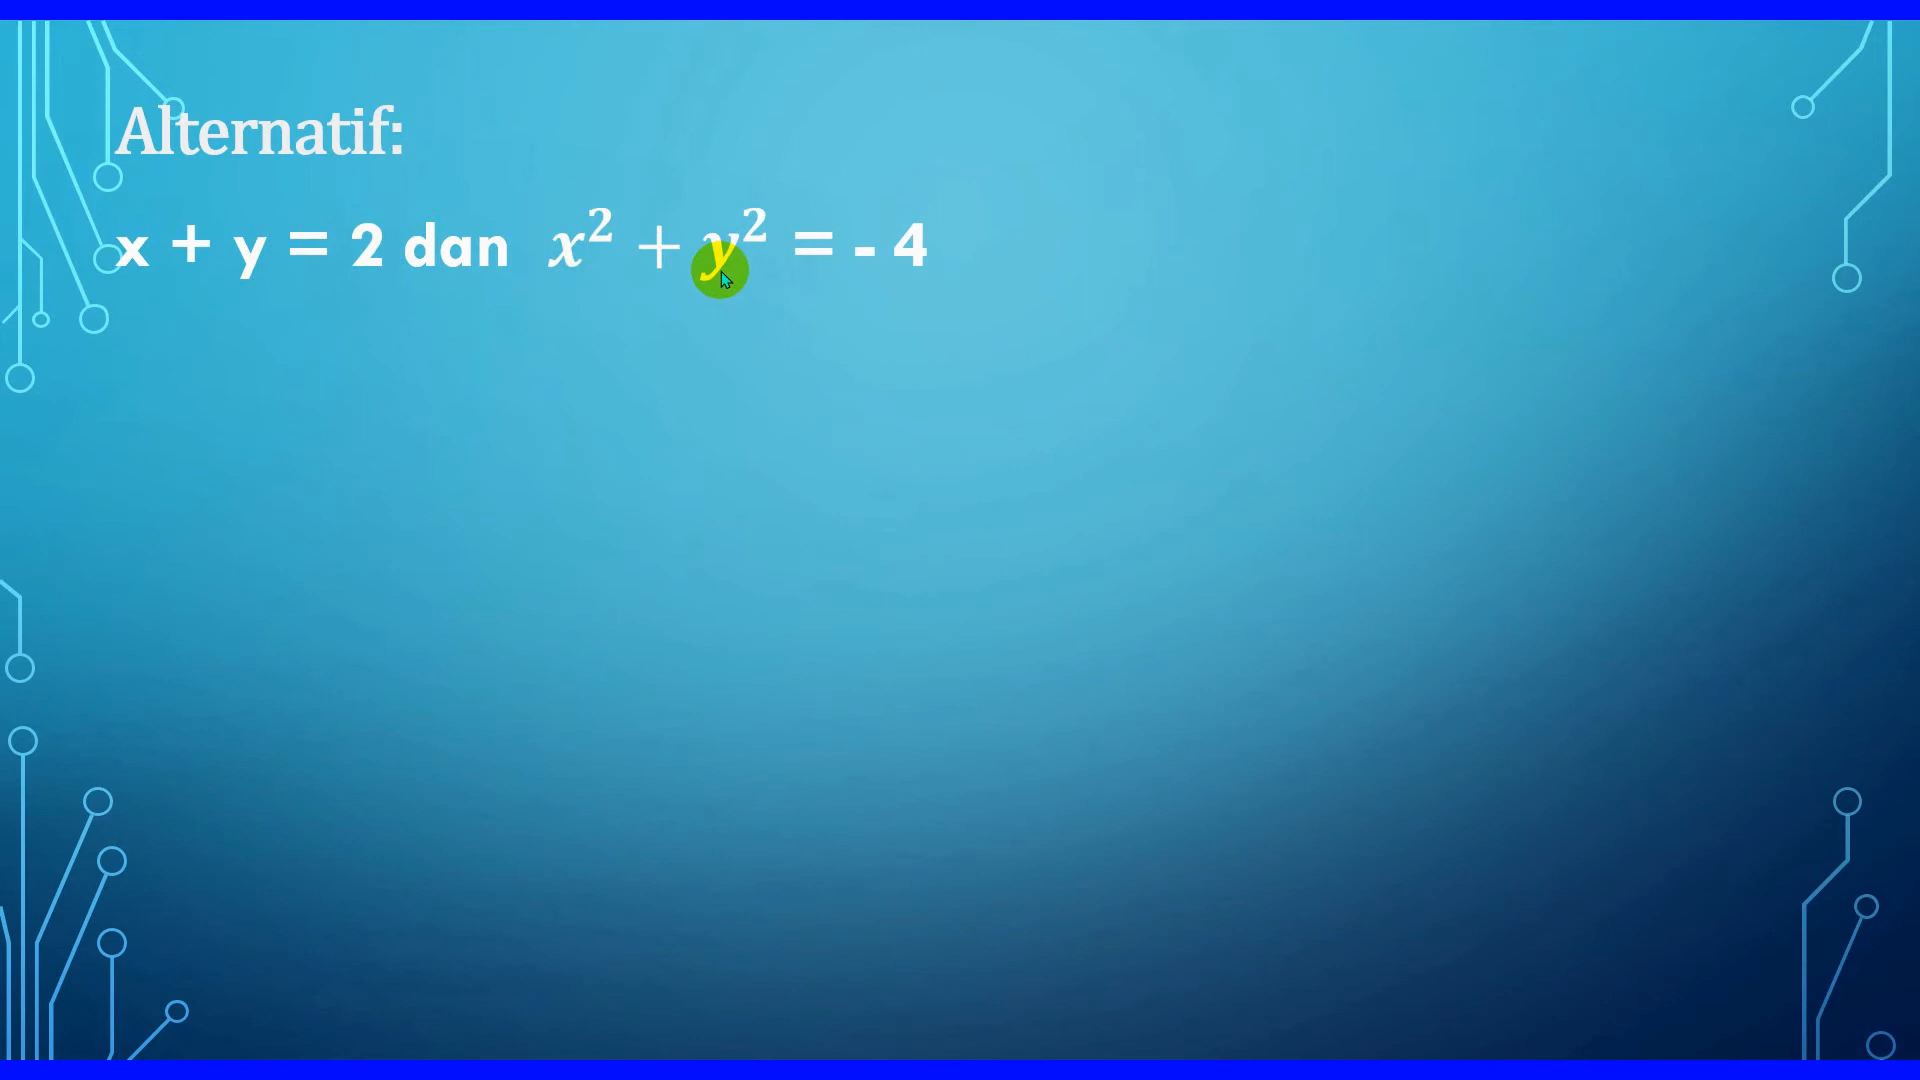 Alternatif:
x + y = 2 dan x² + y² = - 4